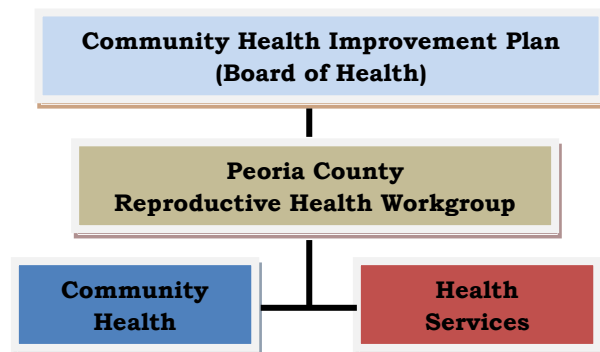 Community Health Improvement Plan
(Board of Health)
Peoria County
Reproductive Health Workgroup
Community
Health
Health
Services